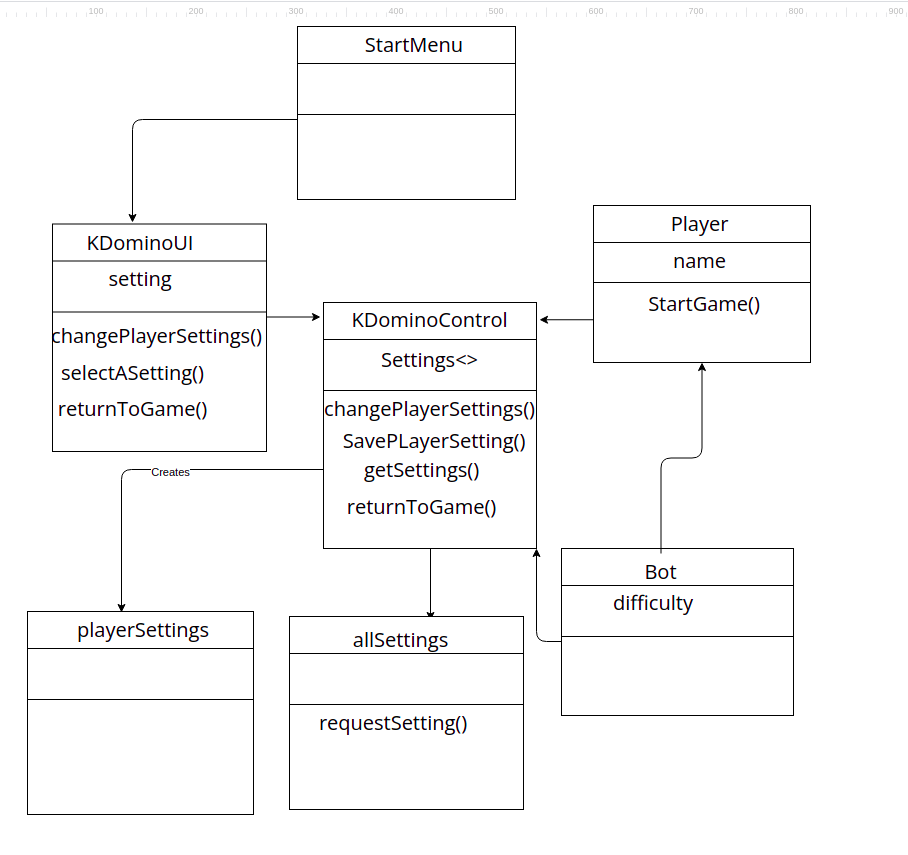 100 200 300 400 500 600 700 800 900
StartMenu
KDominoUI
setting
changePlayerSettings()
selectASetting()
returnToGame()
Player
name
StartGame()
KDominoControl
Settings<>
changePlayerSettings()
SavePLayerSetting()
getSettings()
returnToGame()
Creates
playerSettings
allSettings
requestSetting()
Bot
difficulty